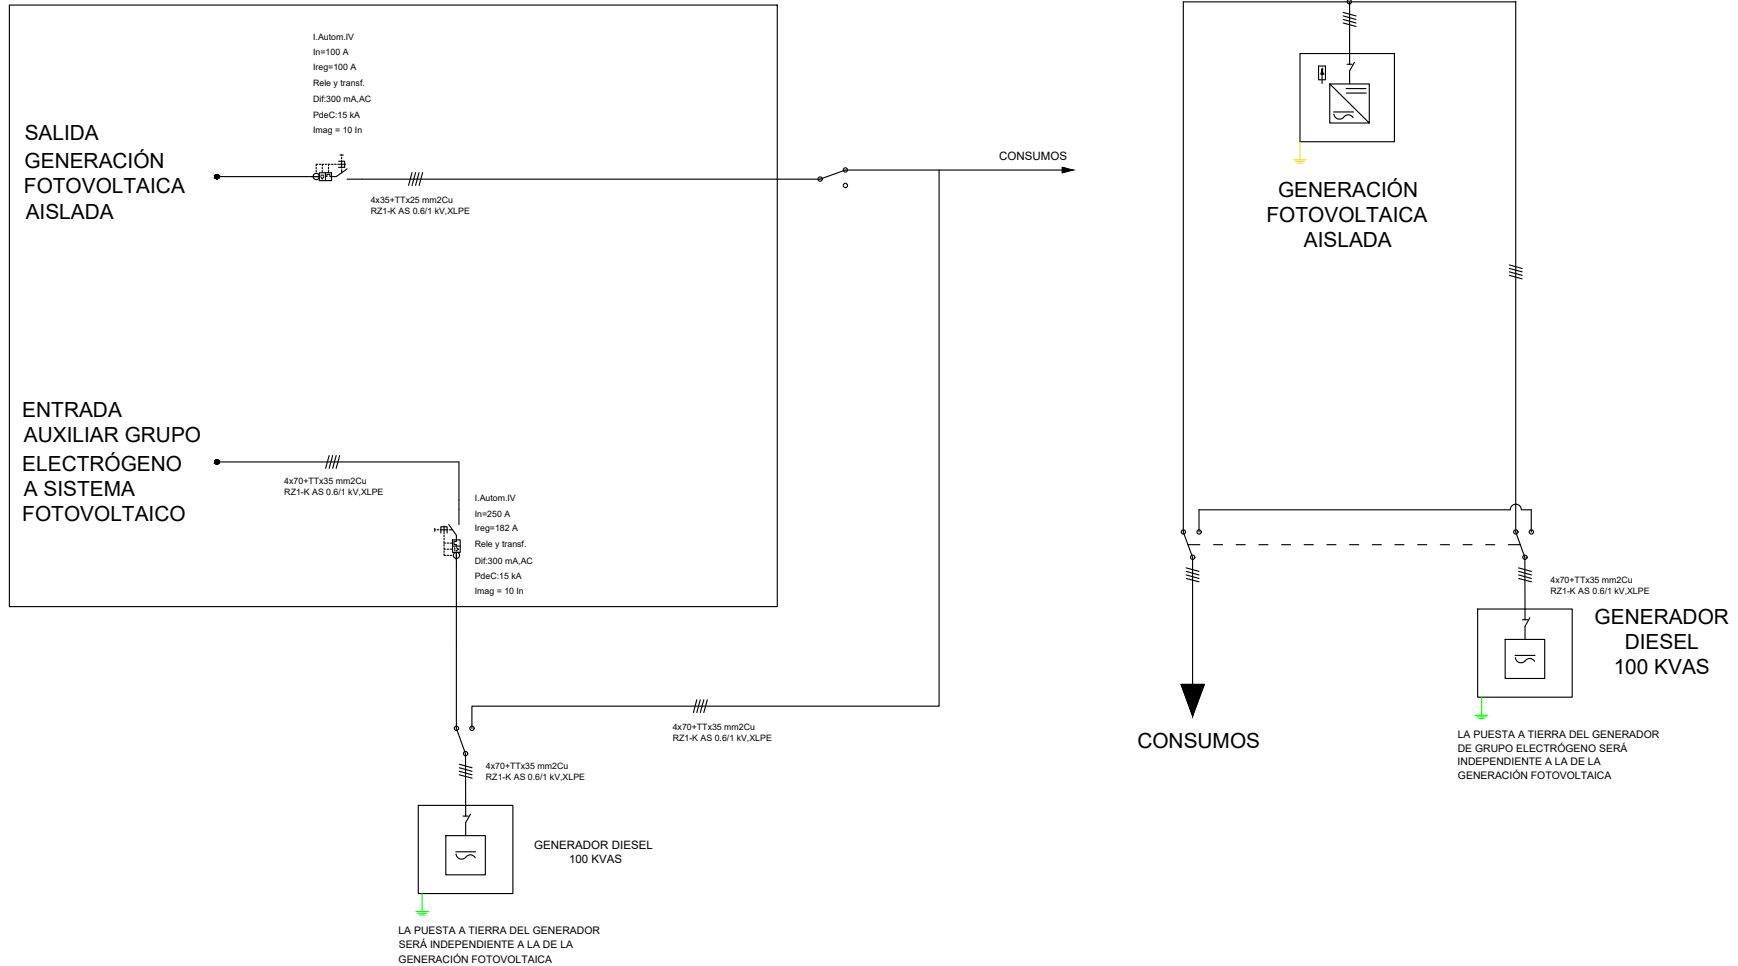 I.Autom.IV
In=100 A
Ireg=100 A
Rele y transf.
Dif:300 mA,AC
PdeC:15 kA
Imag = 10 In
SALIDA
GENERACIÓN
FOTOVOLTAICA
AISLADA
4x35+TTx25 mm2Cu
RZ1-K AS 0.6/1 kV,XLPE
CONSUMOS
ENTRADA
AUXILIAR GRUPO
ELECTRÓGENO
A SISTEMA
FOTOVOLTAICO
4x70+TTx35 mm2Cu
RZ1-K AS 0.6/1 kV,XLPE
I.Autom.IV
In=250 A
Ireg=182 A
Rele y transf.
Dif:300 mA,AC
PdeC:15 kA
Imag = 10 In
4x70+TTx35 mm2Cu
RZ1-K AS 0.6/1 kV,XLPE
4x70+TTx35 mm2Cu
RZ1-K AS 0.6/1 kV,XLPE
GENERADOR DIESEL
100 KVAS
LA PUESTA A TIERRA DEL GENERADOR
SERÁ INDEPENDIENTE A LA DE LA
GENERACIÓN FOTOVOLTAICA
GENERACIÓN
FOTOVOLTAICA
AISLADA
4x70+TTx35 mm2Cu
RZ1-K AS 0.6/1 kV,XLPE
GENERADOR
DIESEL
100 KVAS
CONSUMOS
LA PUESTA A TIERRA DEL GENERADOR
DE GRUPO ELECTRÓGENO SERÁ
INDEPENDIENTE A LA DE LA
GENERACIÓN FOTOVOLTAICA